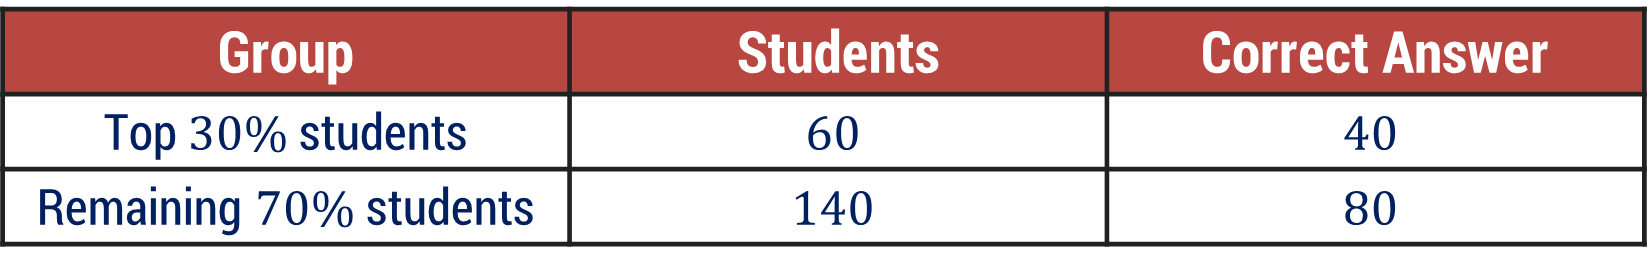 Group Students Correct Answer
Top 30% students 60 40
Remaining 70% students 140 80